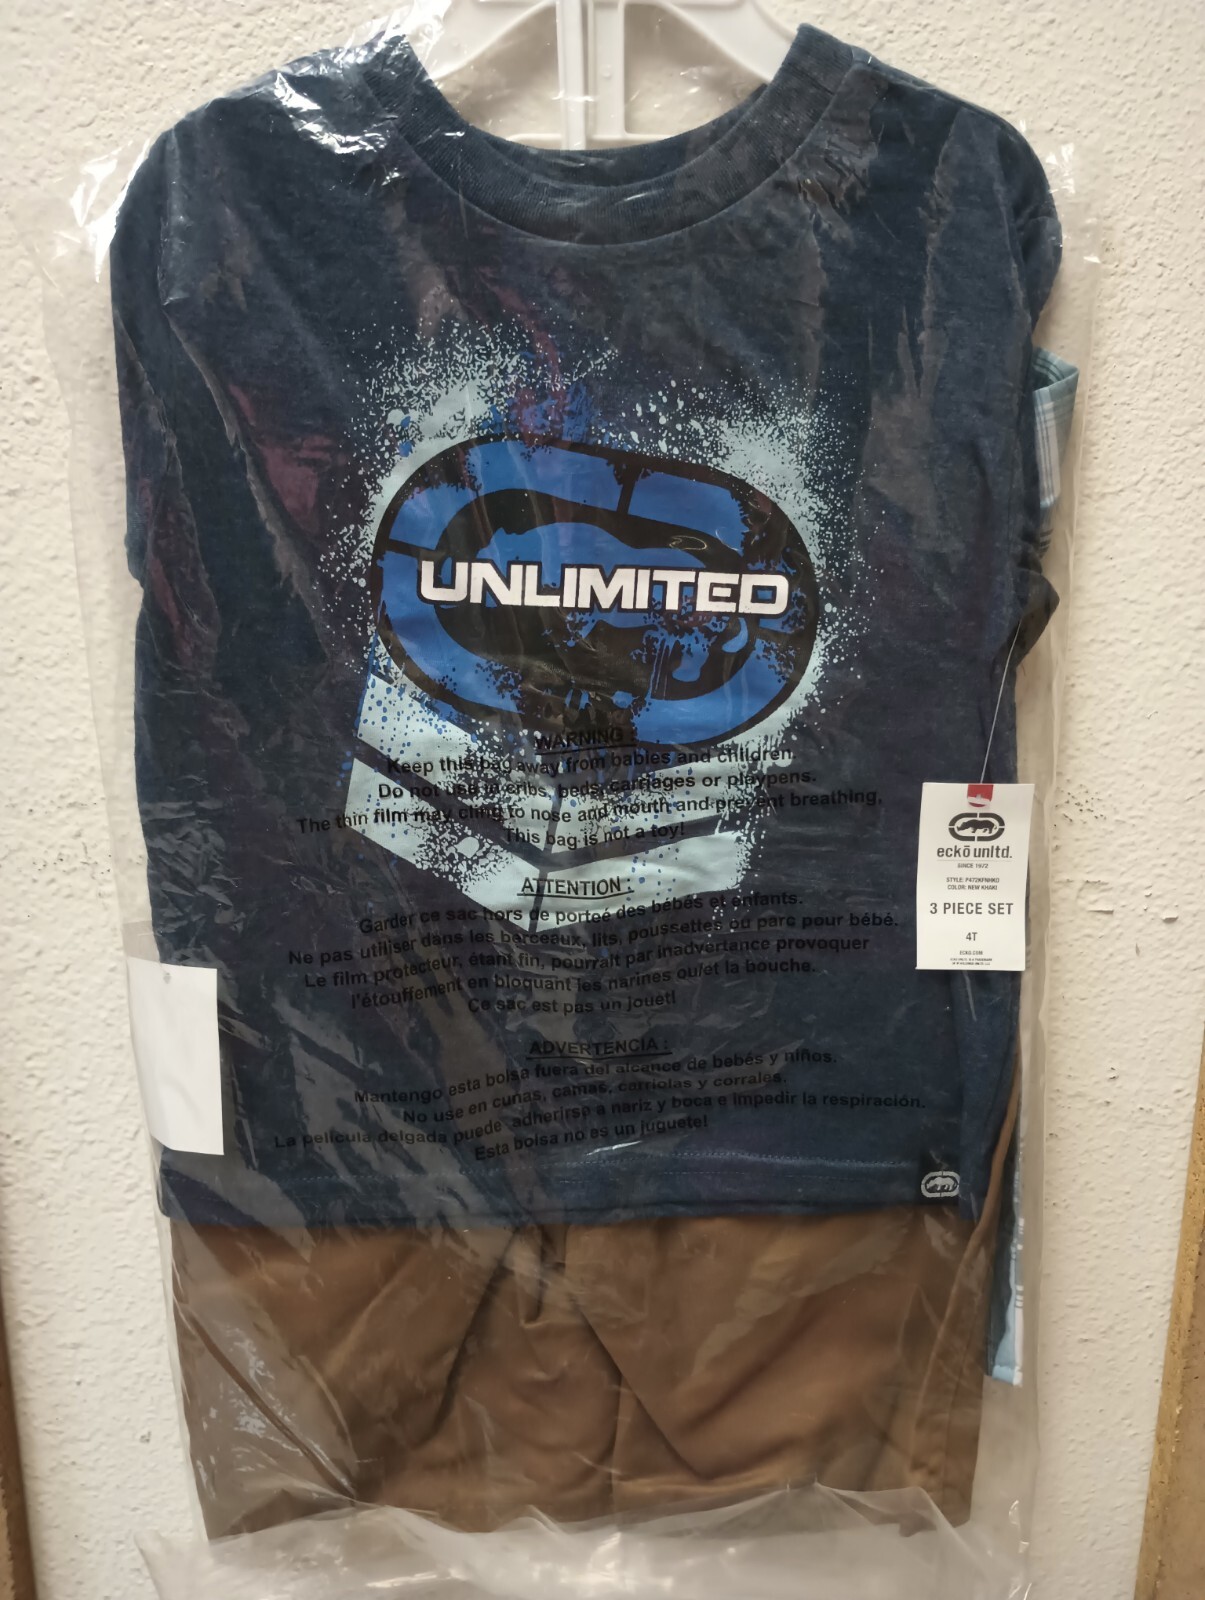 UNLIMITED
WARNING :
Keep this bag away from babies and children.
Do not use in cribs, beds, carriages or playpens.
The thin film may cling to nose and mouth and prevent breathing.
This bag is not a toy!
ATTENTION :
Garder ce sac hors de porteé des bébés et enfants.
Ne pas utiliser dans les berceaux, lits, poussettes ou parc pour bébé.
Le film protecteur, étant fin, pourrait par inadvertance provoquer
l'étouffement en bloquant les narines ou/et la bouche.
Ce sac est pas un jouet!
ADVERTENCIA :
Mantengo esta bolsa fuera del alcance de bebés y niños.
No use en cunas, camas, carriolas y corrales.
La película delgada puede adherirse a nariz y boca e impedir la respiración.
Esta bolsa no es un juguete!
eckō unltd.
SINCE 1972
STYLE:
COLOR: NEW KHAKI
3 PIECE SET
4T
ECKO.COM